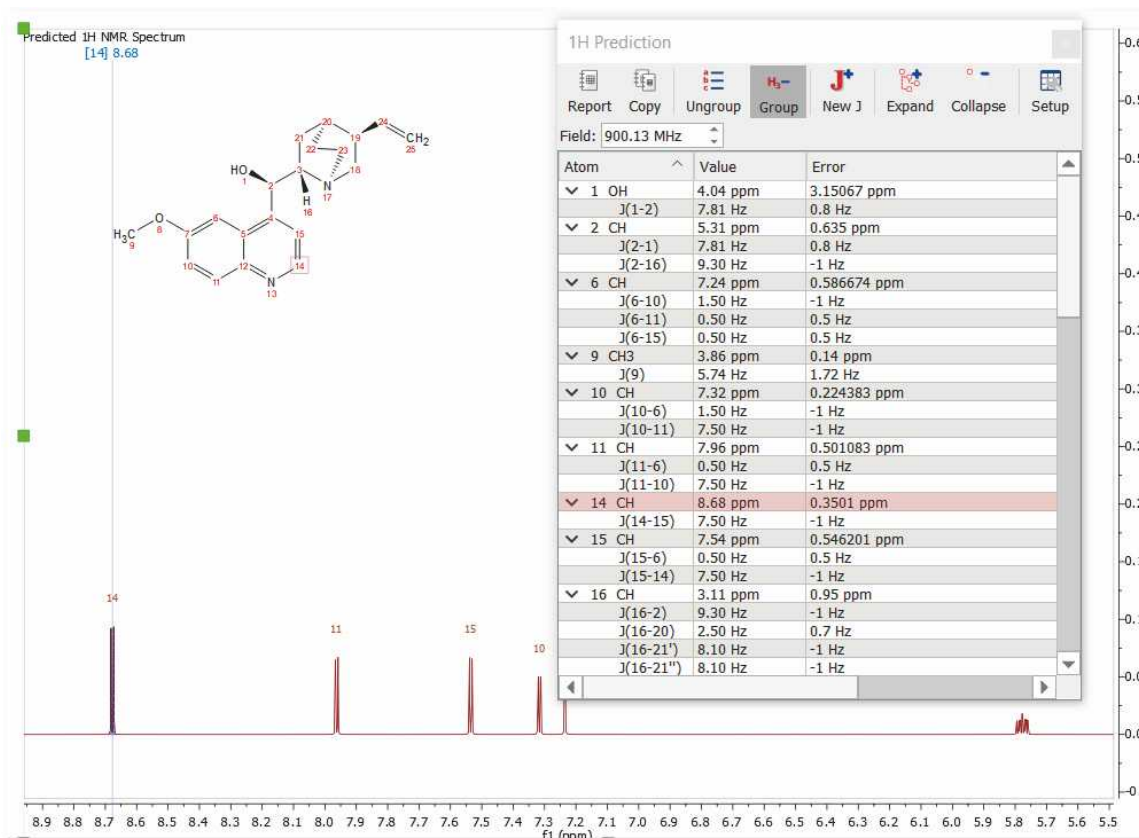 Predicted 1H NMR Spectrum
[14] 8.68
20
24
21
19
CH₂
25
22
23
HO
1
3
18
2
N
17
H
16
O
8
6
4
H₃C
9
7
5
15
10
12
14
11
N
13
1H Prediction
Report Copy Ungroup Group New J Expand Collapse Setup
Field: 900.13 MHz
Atom Value Error
1 OH 4.04 ppm 3.15067 ppm
J(1-2) 7.81 Hz 0.8 Hz
2 CH 5.31 ppm 0.635 ppm
J(2-1) 7.81 Hz 0.8 Hz
J(2-16) 9.30 Hz -1 Hz
6 CH 7.24 ppm 0.586674 ppm
J(6-10) 1.50 Hz -1 Hz
J(6-11) 0.50 Hz 0.5 Hz
J(6-15) 0.50 Hz 0.5 Hz
9 CH3 3.86 ppm 0.14 ppm
J(9) 5.74 Hz 1.72 Hz
10 CH 7.32 ppm 0.224383 ppm
J(10-6) 1.50 Hz -1 Hz
J(10-11) 7.50 Hz -1 Hz
11 CH 7.96 ppm 0.501083 ppm
J(11-6) 0.50 Hz 0.5 Hz
J(11-10) 7.50 Hz -1 Hz
14 CH 8.68 ppm 0.3501 ppm
J(14-15) 7.50 Hz -1 Hz
15 CH 7.54 ppm 0.546201 ppm
J(15-6) 0.50 Hz 0.5 Hz
J(15-14) 7.50 Hz -1 Hz
16 CH 3.11 ppm 0.95 ppm
J(16-2) 9.30 Hz -1 Hz
J(16-20) 2.50 Hz 0.7 Hz
J(16-21') 8.10 Hz -1 Hz
J(16-21") 8.10 Hz -1 Hz
14
11
15
10
8.9 8.8 8.7 8.6 8.5 8.4 8.3 8.2 8.1 8.0 7.9 7.8 7.7 7.6 7.5 7.4 7.3 7.2 7.1 7.0 6.9 6.8 6.7 6.6 6.5 6.4 6.3 6.2 6.1 6.0 5.9 5.8 5.7 5.6 5.5
f1 (ppm)